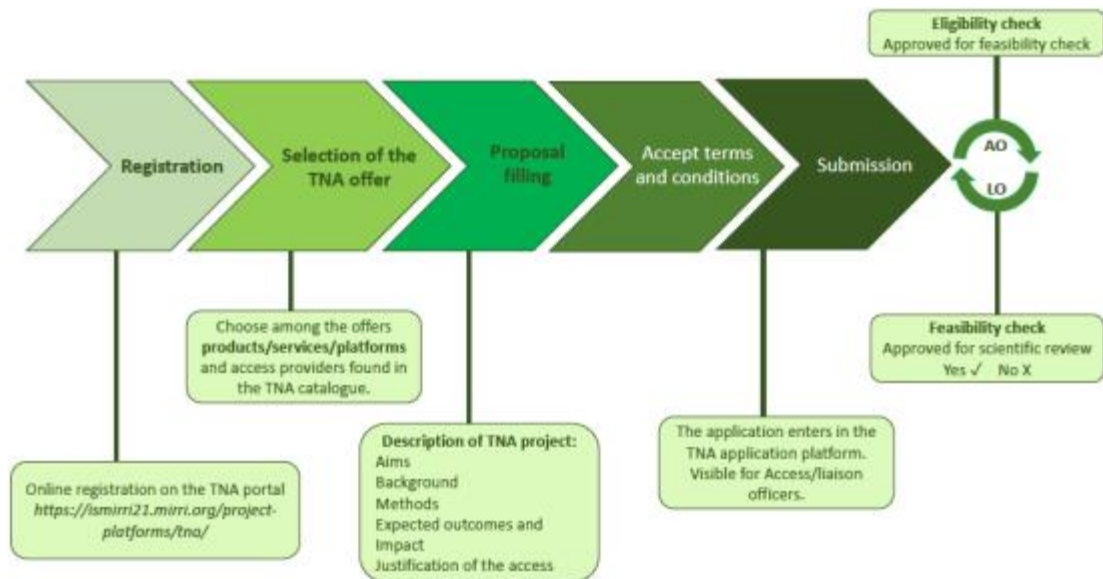 Eligibility check
Approved for feasibility check
Registration
Selection of the
TNA offer
Proposal
filling
Accept terms
and conditions
Submission
AO
LO
Choose among the offers
products/services/platforms
and access providers found in
the TNA catalogue.
Feasibility check
Approved for scientific review
Yes √ No X
Description of TNA project:
Aims
Background
Methods
Expected outcomes and
Impact
Justification of the access
The application enters in the
TNA application platform.
Visible for Access/liaison
officers.
Online registration on the TNA portal
https://ismirri21.mirri.org/project-
platforms/tna/